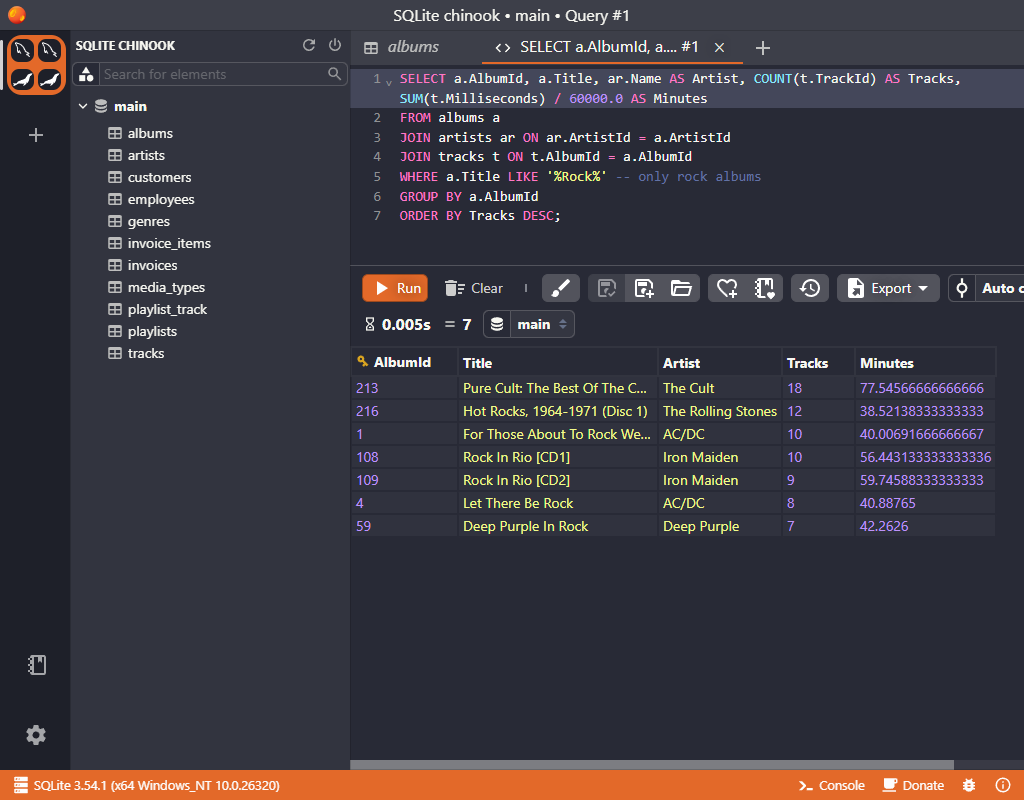 SQLite chinook • main • Query #1
SQLITE CHINOOK
Search for elements
main
albums
artists
customers
employees
genres
invoice_items
invoices
media_types
playlist_track
playlists
tracks
albums
SELECT a.AlbumId, a.... #1
1 SELECT a.AlbumId, a.Title, ar.Name AS Artist, COUNT(t.TrackId) AS Tracks,
SUM(t.Milliseconds) / 60000.0 AS Minutes
2 FROM albums a
3 JOIN artists ar ON ar.ArtistId = a.ArtistId
4 JOIN tracks t ON t.AlbumId = a.AlbumId
5 WHERE a.Title LIKE '%Rock%' -- only rock albums
6 GROUP BY a.AlbumId
7 ORDER BY Tracks DESC;
Run Clear Export Auto c
0.005s = 7 main
AlbumId Title Artist Tracks Minutes
213 Pure Cult: The Best Of The C... The Cult 18 77.54566666666666
216 Hot Rocks, 1964-1971 (Disc 1) The Rolling Stones 12 38.52138333333333
1 For Those About To Rock We... AC/DC 10 40.00691666666667
108 Rock In Rio [CD1] Iron Maiden 10 56.443133333333336
109 Rock In Rio [CD2] Iron Maiden 9 59.74588333333333
4 Let There Be Rock AC/DC 8 40.88765
59 Deep Purple In Rock Deep Purple 7 42.2626
SQLite 3.54.1 (x64 Windows_NT 10.0.26320) Console Donate